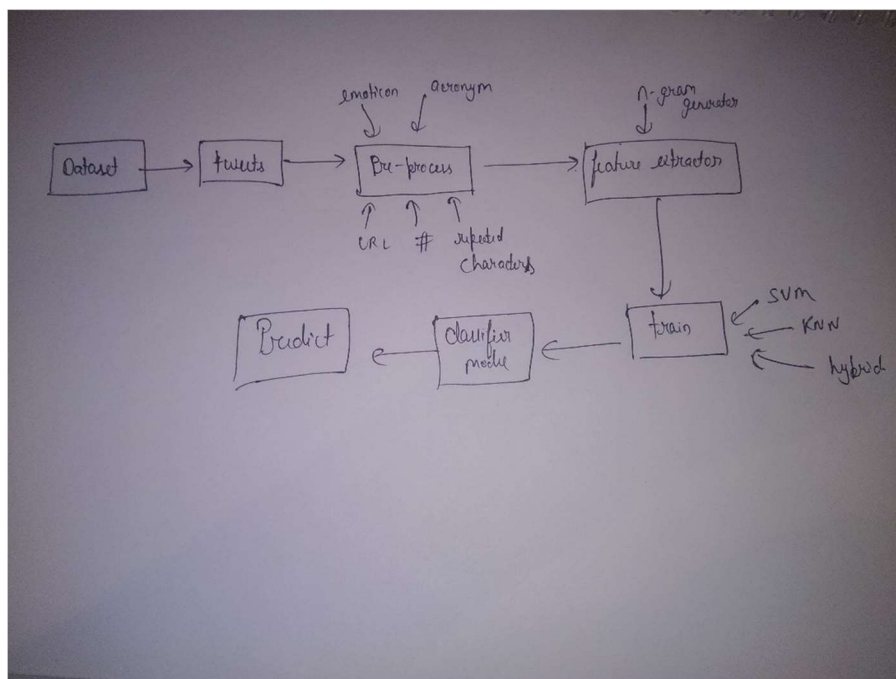 emoticon
acronym
n-gram
generator
Dataset
tweets
Pre-process
feature extractor
URL
#
repeated
characters
SVM
train
KNN
hybrid
Predict
Classifier
model